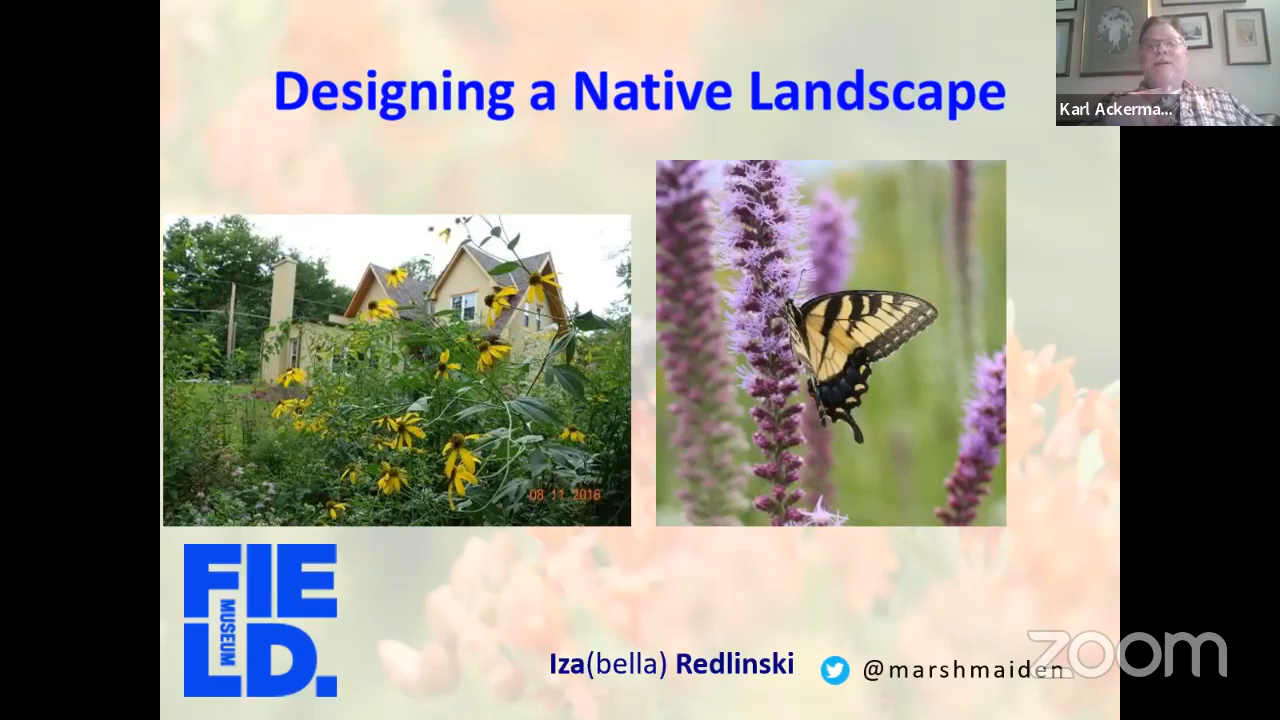 Designing a Native Landscape
Karl Ackerma...
08 11 2016
FIE
MUSEUM
LD.
Iza(bella) Redlinski
@marshmaiden
zoom